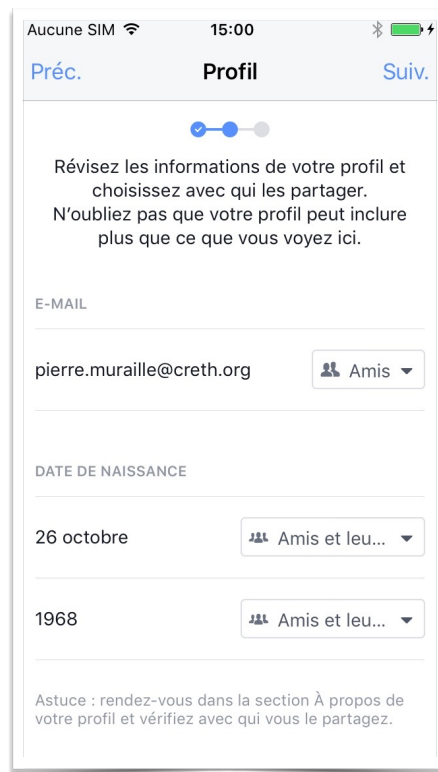 Aucune SIM 15:00
Préc. Profil Suiv.
Révisez les informations de votre profil et
choisissez avec qui les partager.
N’oubliez pas que votre profil peut inclure
plus que ce que vous voyez ici.
E-MAIL
pierre.muraille@creth.org Amis
DATE DE NAISSANCE
26 octobre Amis et leu...
1968 Amis et leu...
Astuce : rendez-vous dans la section À propos de
votre profil et vérifiez avec qui vous le partagez.